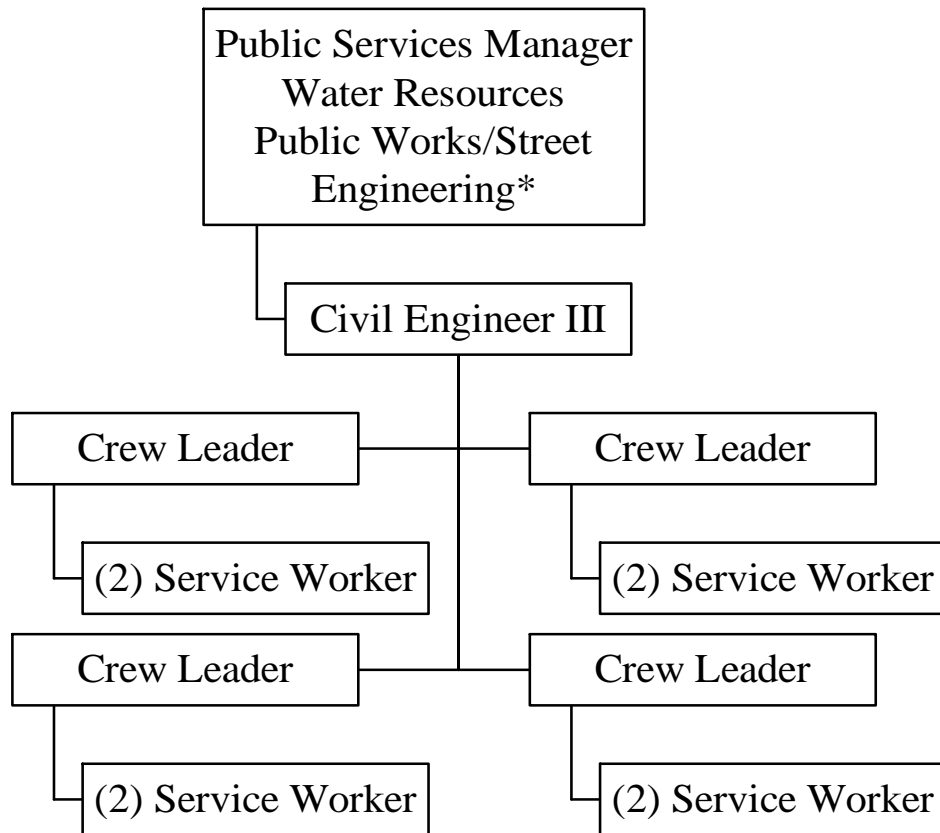 Public Services Manager
Water Resources
Public Works/Street
Engineering*
Civil Engineer III
Crew Leader
Crew Leader
(2) Service Worker
(2) Service Worker
Crew Leader
Crew Leader
(2) Service Worker
(2) Service Worker